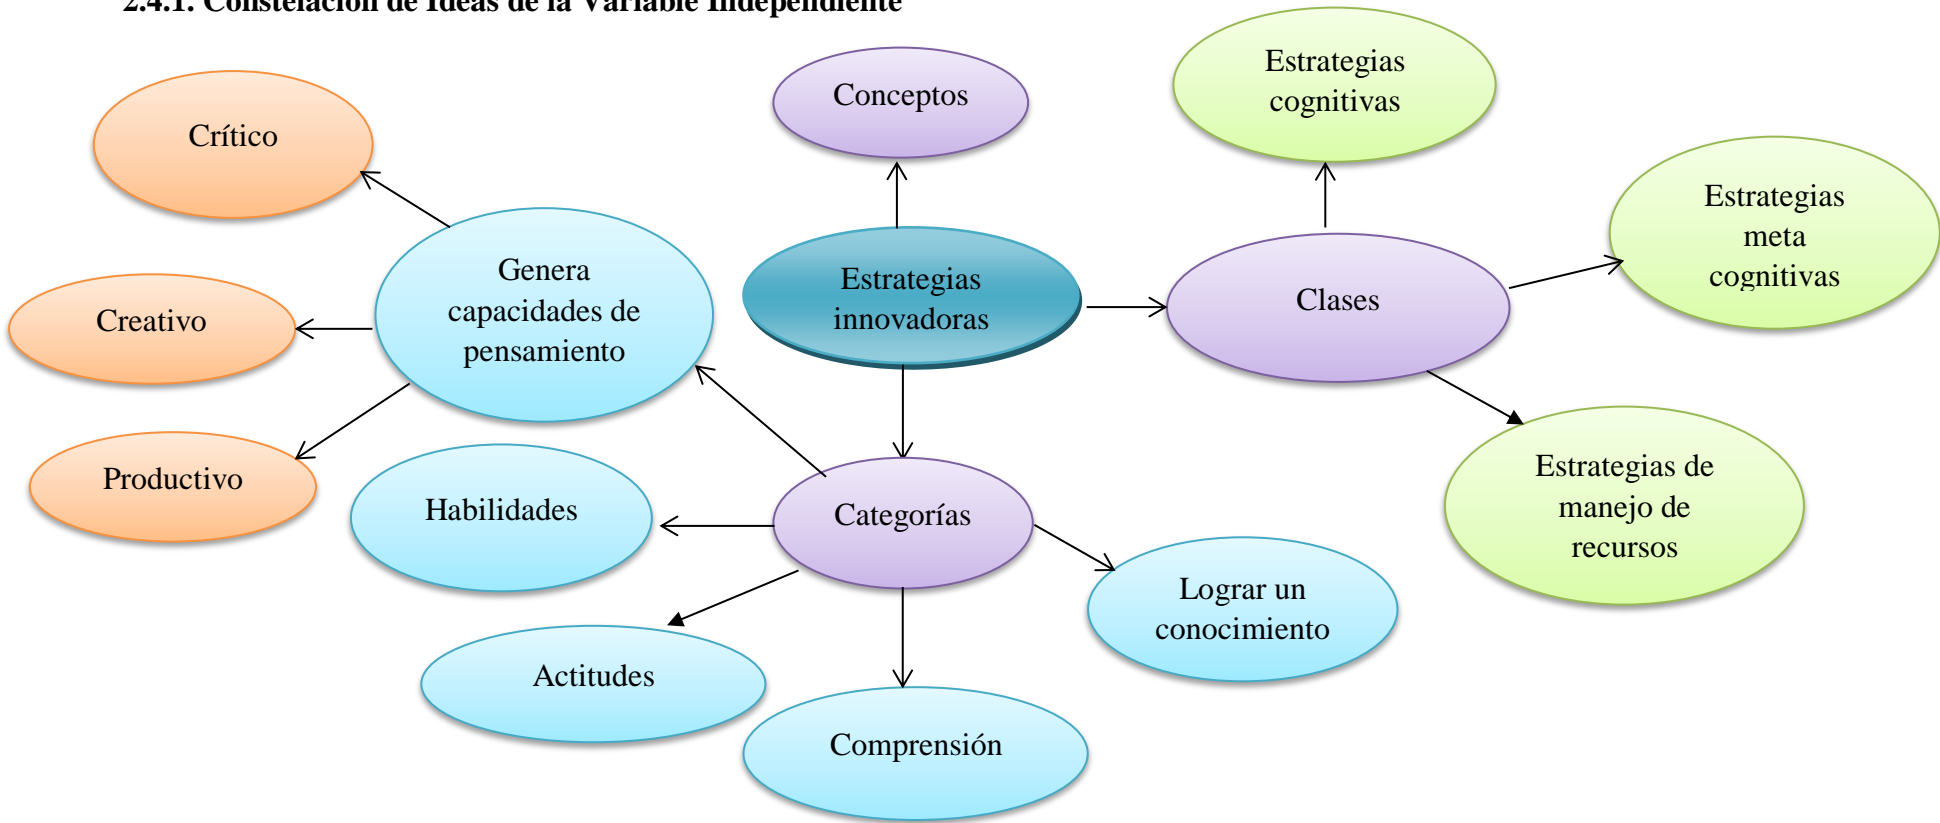 2.4.1. Constelación de Ideas de la Variable Independiente
Conceptos
Estrategias
cognitivas
Crítico
Estrategias
meta
cognitivas
Genera
capacidades de
pensamiento
Estrategias
innovadoras
Clases
Creativo
Productivo
Habilidades
Categorías
Estrategias de
manejo de
recursos
Lograr un
conocimiento
Actitudes
Comprensión